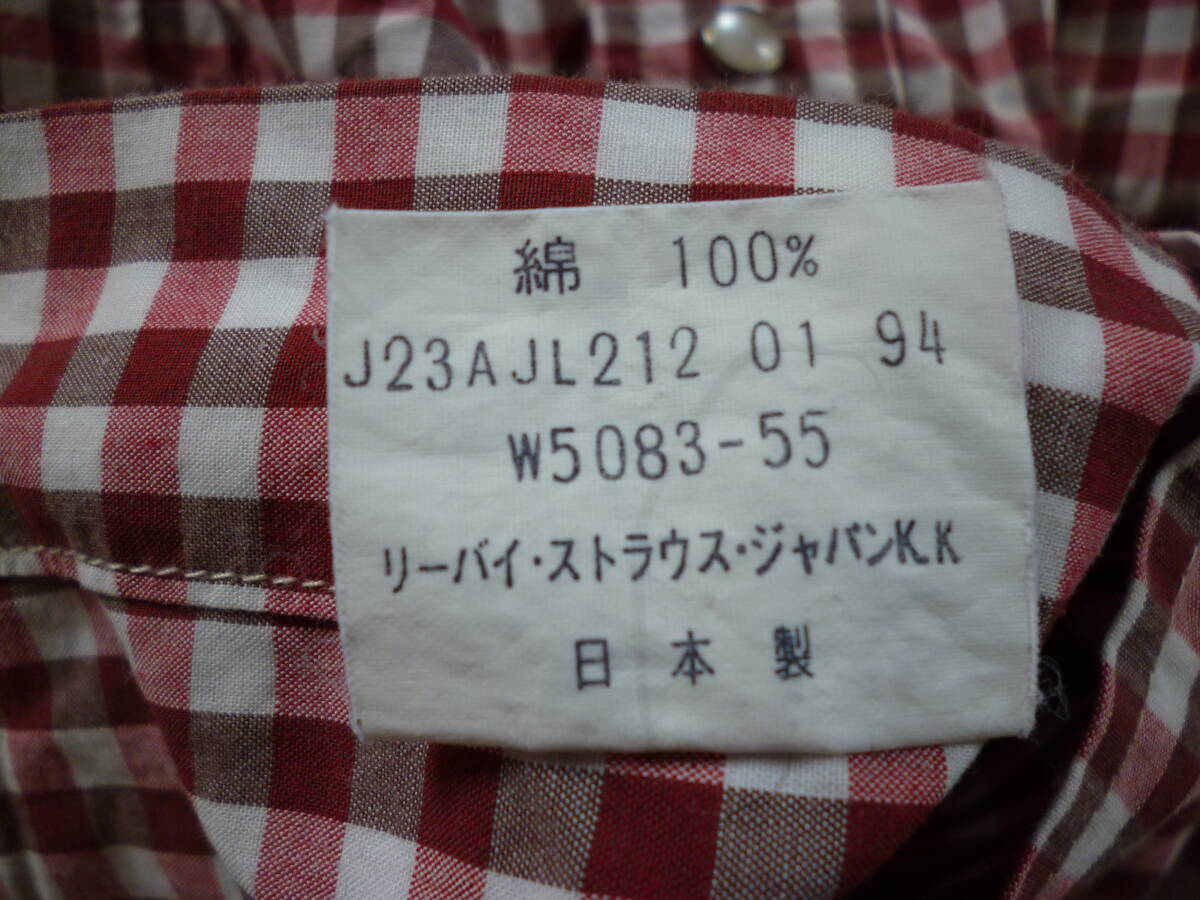 綿 100%
J23AJL212 01 94
W5083-55
リーバイ・ストラウス・ジャパンK.K
日本製